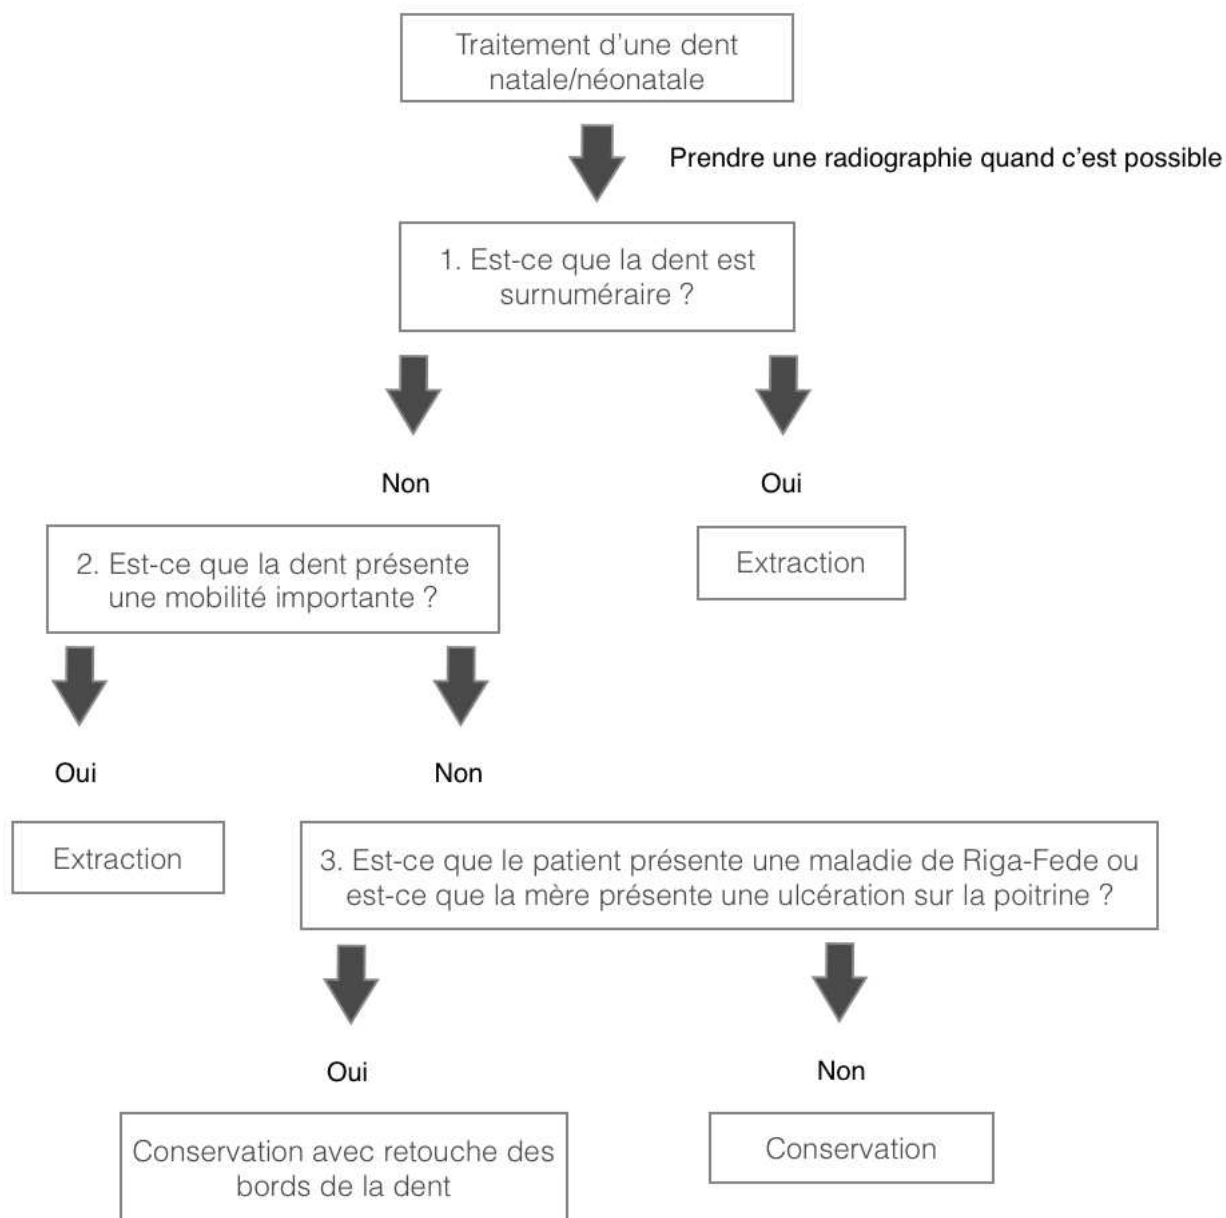 Traitement d'une dent
natale/néonatale
Prendre une radiographie quand c'est possible
1. Est-ce que la dent est
surnuméraire ?
Non
Oui
2. Est-ce que la dent présente
une mobilité importante ?
Extraction
Oui
Non
Extraction
3. Est-ce que le patient présente une maladie de Riga-Fede ou
est-ce que la mère présente une ulcération sur la poitrine ?
Oui
Non
Conservation avec retouche des
bords de la dent
Conservation